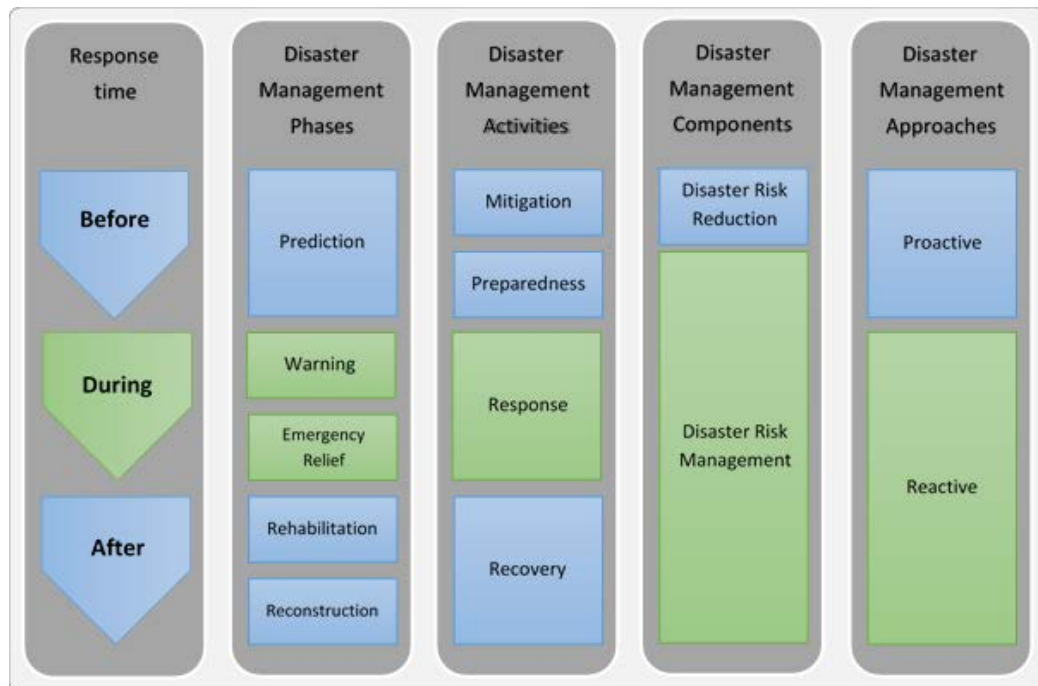 Response
time
Disaster
Management
Phases
Disaster
Management
Activities
Disaster
Management
Components
Disaster
Management
Approaches
Before
Prediction
Mitigation
Preparedness
Disaster Risk
Reduction
Proactive
During
Warning
Emergency
Relief
Response
Disaster Risk
Management
Reactive
After
Rehabilitation
Reconstruction
Recovery